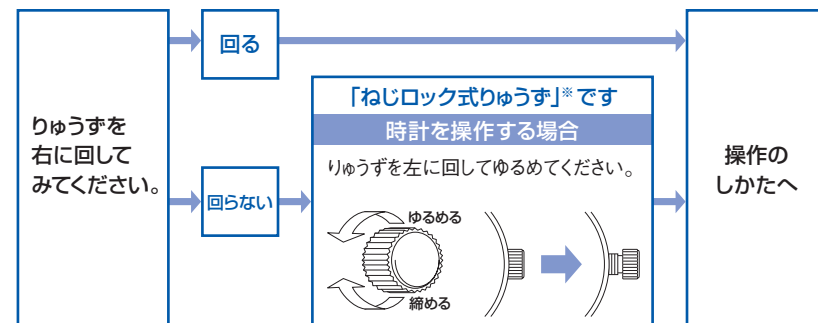 りゅうずを
右に回して
みてください。
回る
回らない
「ねじロック式りゅうず」※です
時計を操作する場合
りゅうずを左に回してゆるめてください。
ゆるめる
締める
操作の
しかたへ